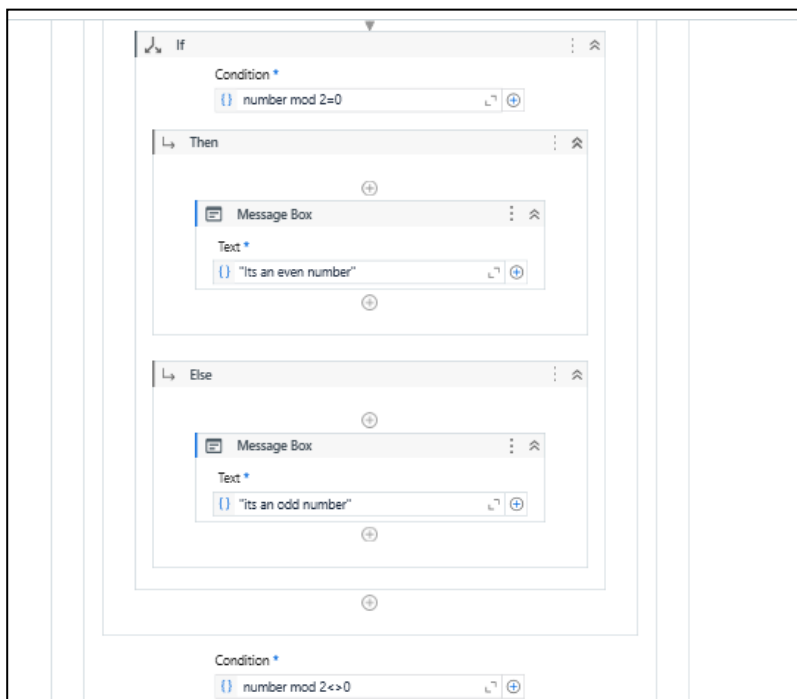 If
Condition *
number mod 2=0
Then
Message Box
Text *
"Its an even number"
Else
Message Box
Text *
"its an odd number"
Condition *
number mod 2<>0